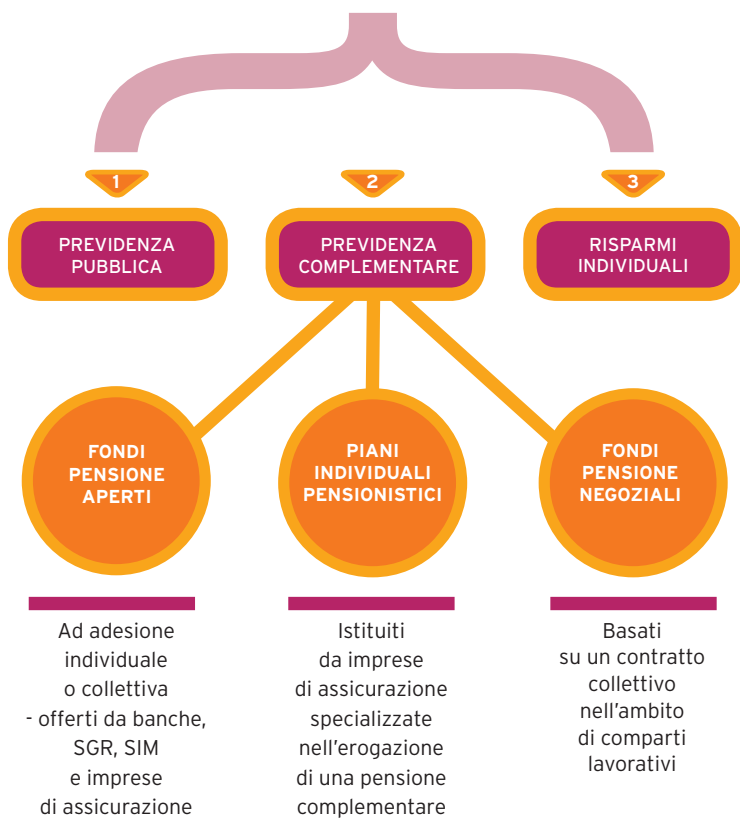 1
PREVIDENZA
PUBBLICA
2
PREVIDENZA
COMPLEMENTARE
3
RISPARMI
INDIVIDUALI
FONDI
PENSIONE
APERTI
PIANI
INDIVIDUALI
PENSIONISTICI
FONDI
PENSIONE
NEGOZIALI
Ad adesione
individuale
o collettiva
- offerti da banche,
SGR, SIM
e imprese
di assicurazione
Istituiti
da imprese
di assicurazione
specializzate
nell'erogazione
di una pensione
complementare
Basati
su un contratto
collettivo
nell'ambito
di comparti
lavorativi